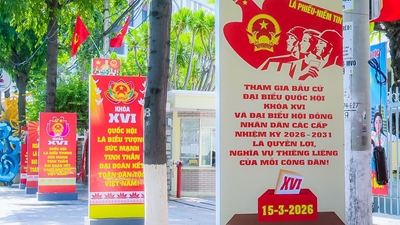 LÁ PHIẾU-NIỀM TIN
THAM GIA BẦU CỬ
ĐẠI BIỂU QUỐC HỘI
KHÓA XVI
VÀ ĐẠI BIỂU HỘI ĐỒNG
NHÂN DÂN CÁC CẤP
NHIỆM KỲ 2026-2031
LÀ QUYỀN LỢI,
NGHĨA VỤ THIÊNG LIÊNG
CỦA MỖI CÔNG DÂN!
XVI
15-3-2026
KHÓA
XVI
QUỐC HỘI
LÀ BIỂU TƯỢNG
SỨC MẠNH
TINH THẦN
ĐẠI ĐOÀN KẾT
TOÀN DÂN TỘC
VIỆT NAM!
XVI